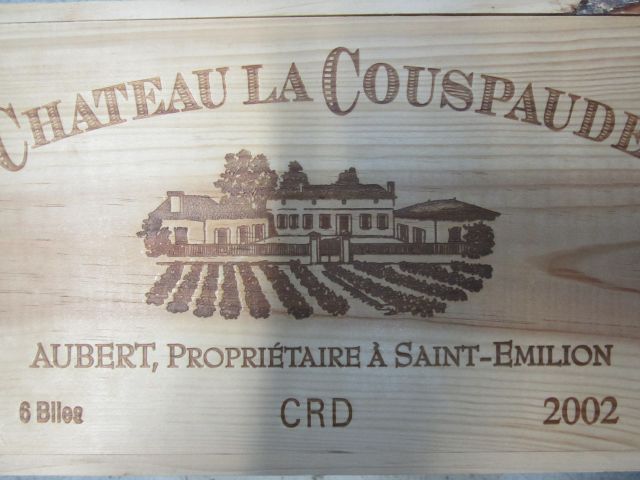 CHATEAU LA COUSPAUDE
AUBERT, PROPRIÉTAIRE À SAINT-EMILION
6 Blles CRD 2002